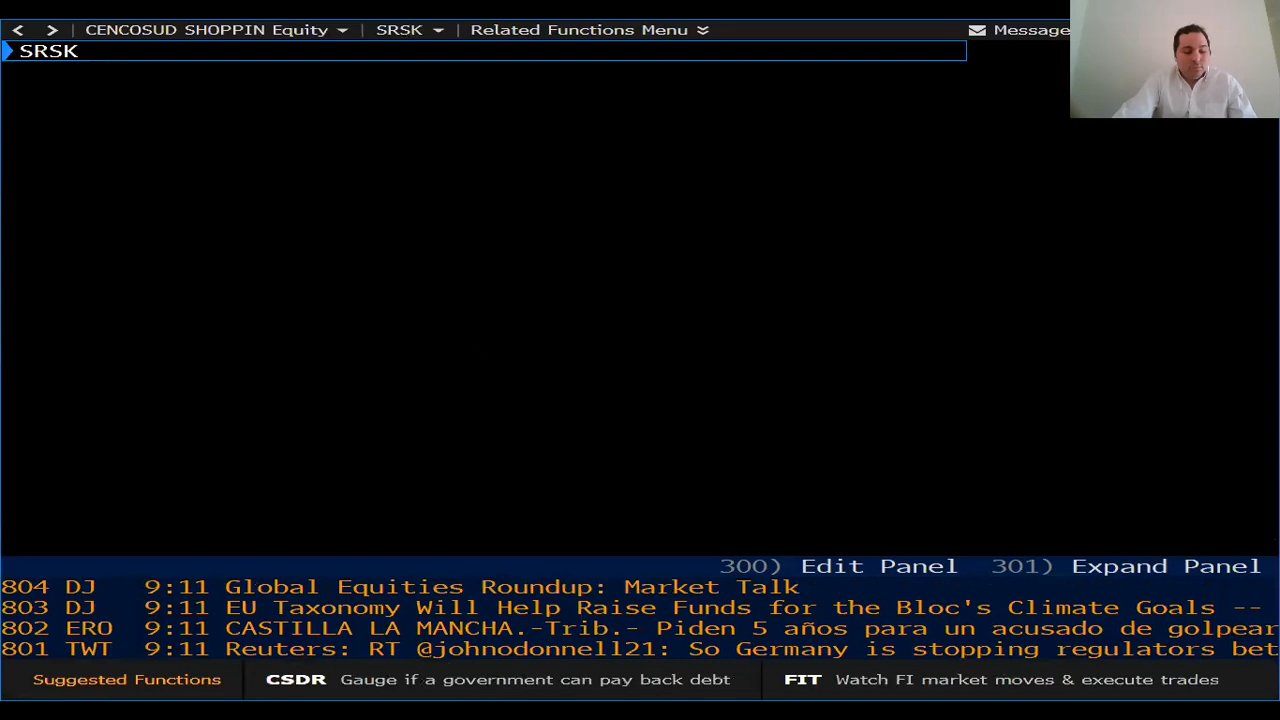 < > CENCOSUD SHOPPIN Equity SRSK Related Functions Menu Message
SRSK
300) Edit Panel 301) Expand Panel
804 DJ 9:11 Global Equities Roundup: Market Talk
803 DJ 9:11 EU Taxonomy Will Help Raise Funds for the Bloc's Climate Goals --
802 ERO 9:11 CASTILLA LA MANCHA.-Trib.- Piden 5 años para un acusado de golpear
801 TWT 9:11 Reuters: RT @johnodonnell21: So Germany is stopping regulators bet
Suggested Functions CSDR Gauge if a government can pay back debt FIT Watch FI market moves & execute trades